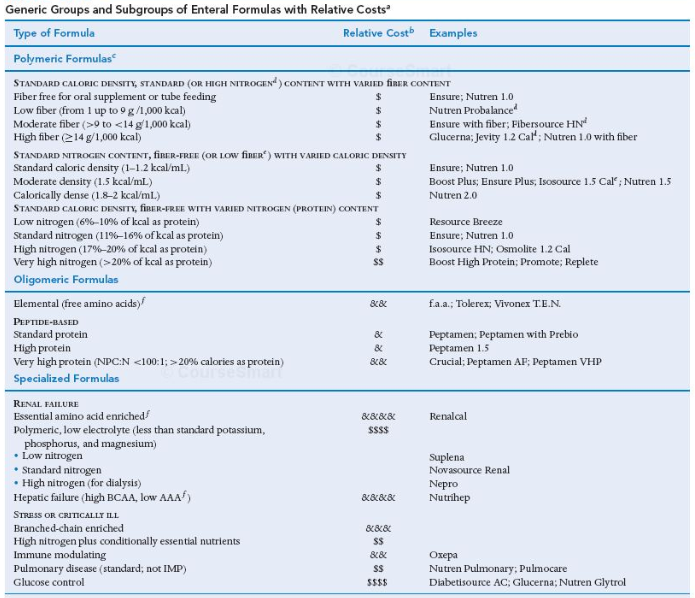 Generic Groups and Subgroups of Enteral Formulas with Relative Costsᵃ
Type of Formula Relative Costᵇ Examples
Polymeric Formulasᶜ
STANDARD CALORIC DENSITY, STANDARD (OR HIGH NITROGENᵈ) CONTENT WITH VARIED FIBER CONTENT
Fiber free for oral supplement or tube feeding $ Ensure; Nutren 1.0
Low fiber (from 1 up to 9 g /1,000 kcal) $ Nutren Probalanceᵈ
Moderate fiber (>9 to <14 g/1,000 kcal) $ Ensure with fiber; Fibersource HNᵈ
High fiber (≥14 g/1,000 kcal) $ Glucerna; Jevity 1.2 Calᵈ; Nutren 1.0 with fiber
STANDARD NITROGEN CONTENT, FIBER-FREE (OR LOW FIBERᵉ) WITH VARIED CALORIC DENSITY
Standard caloric density (1–1.2 kcal/mL) $ Ensure; Nutren 1.0
Moderate density (1.5 kcal/mL) $ Boost Plus; Ensure Plus; Isosource 1.5 Calᵉ; Nutren 1.5
Calorically dense (1.8–2 kcal/mL) $ Nutren 2.0
STANDARD CALORIC DENSITY, FIBER-FREE WITH VARIED NITROGEN (PROTEIN) CONTENT
Low nitrogen (6%–10% of kcal as protein) $ Resource Breeze
Standard nitrogen (11%–16% of kcal as protein) $ Ensure; Nutren 1.0
High nitrogen (17%–20% of kcal as protein) $ Isosource HN; Osmolite 1.2 Cal
Very high nitrogen (>20% of kcal as protein) $$ Boost High Protein; Promote; Replete
Oligomeric Formulas
Elemental (free amino acids)ᶠ && f.a.a.; Tolerex; Vivonex T.E.N.
PEPTIDE-BASED
Standard protein & Peptamen; Peptamen with Prebio
High protein & Peptamen 1.5
Very high protein (NPC:N <100:1; >20% calories as protein) && Crucial; Peptamen AF; Peptamen VHP
© CourseSmart
Specialized Formulas
RENAL FAILURE
Essential amino acid enrichedᶠ &&&& Renalcal
Polymeric, low electrolyte (less than standard potassium, $$$$
phosphorus, and magnesium)
• Low nitrogen Suplena
• Standard nitrogen Novasource Renal
• High nitrogen (for dialysis) Nepro
Hepatic failure (high BCAA, low AAAᶠ) &&&& Nutrihep
STRESS OR CRITICALLY ILL
Branched-chain enriched &&&
High nitrogen plus conditionally essential nutrients $$
Immune modulating && Oxepa
Pulmonary disease (standard; not IMP) $$ Nutren Pulmonary; Pulmocare
Glucose control $$$$ Diabetisource AC; Glucerna; Nutren Glytrol